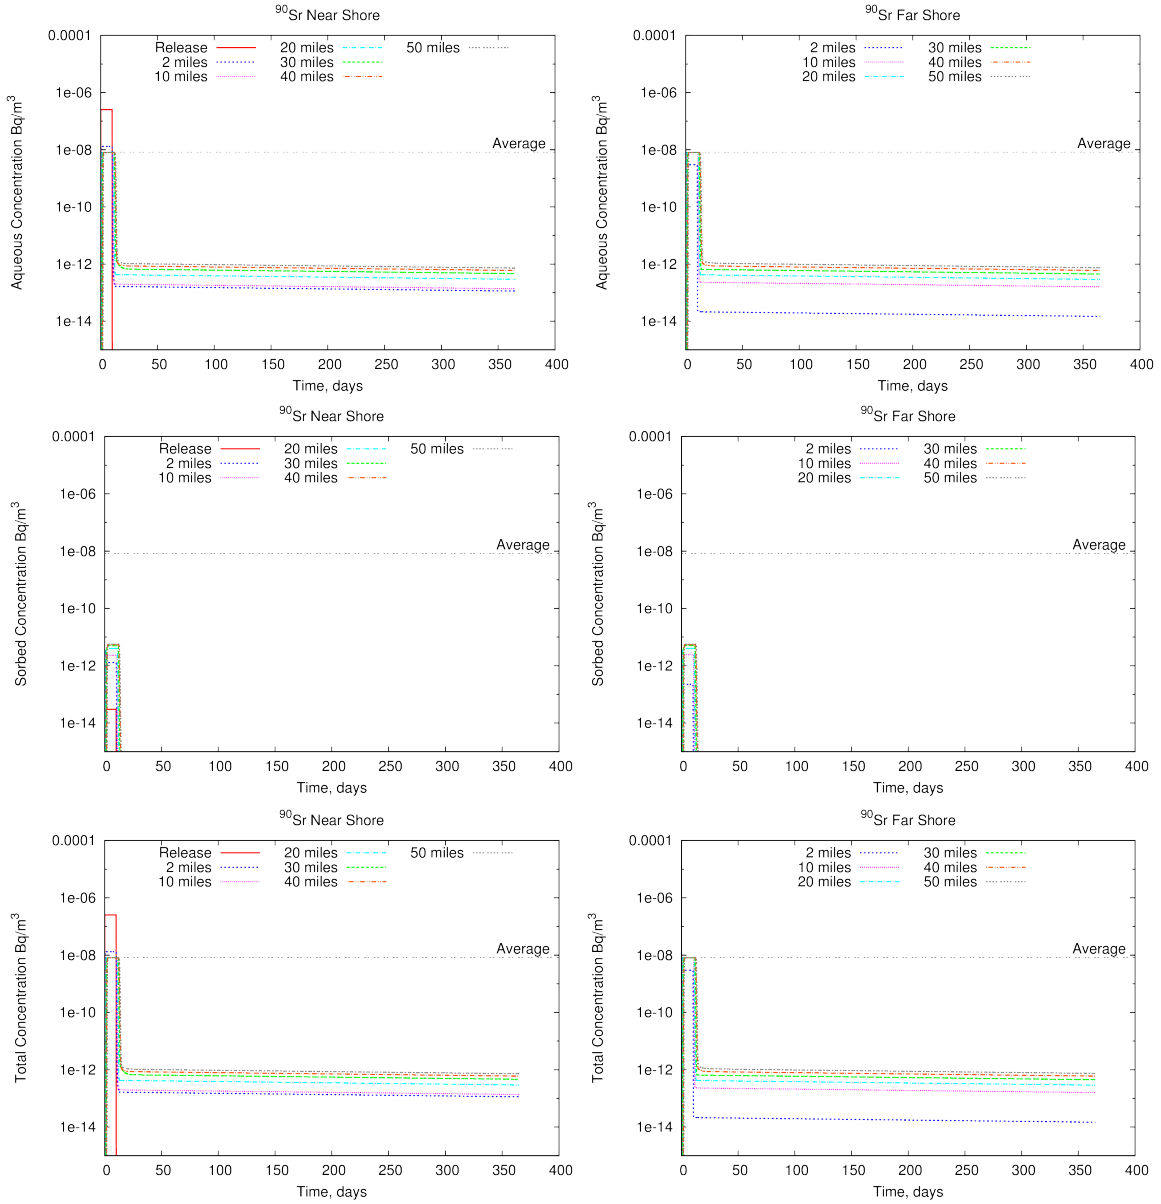 ⁹⁰Sr Near Shore
0.0001
1e-06
1e-08
1e-10
1e-12
1e-14
0 50 100 150 200 250 300 350 400
Time, days
Aqueous Concentration Bq/m³
Release 20 miles 50 miles
2 miles 30 miles
10 miles 40 miles
Average
⁹⁰Sr Far Shore
0.0001
1e-06
1e-08
1e-10
1e-12
1e-14
0 50 100 150 200 250 300 350 400
Time, days
Aqueous Concentration Bq/m³
2 miles 30 miles
10 miles 40 miles
20 miles 50 miles
Average
⁹⁰Sr Near Shore
0.0001
1e-06
1e-08
1e-10
1e-12
1e-14
0 50 100 150 200 250 300 350 400
Time, days
Sorbed Concentration Bq/m³
Release 20 miles 50 miles
2 miles 30 miles
10 miles 40 miles
Average
⁹⁰Sr Far Shore
0.0001
1e-06
1e-08
1e-10
1e-12
1e-14
0 50 100 150 200 250 300 350 400
Time, days
Sorbed Concentration Bq/m³
2 miles 30 miles
10 miles 40 miles
20 miles 50 miles
Average
⁹⁰Sr Near Shore
0.0001
1e-06
1e-08
1e-10
1e-12
1e-14
0 50 100 150 200 250 300 350 400
Time, days
Total Concentration Bq/m³
Release 20 miles 50 miles
2 miles 30 miles
10 miles 40 miles
Average
⁹⁰Sr Far Shore
0.0001
1e-06
1e-08
1e-10
1e-12
1e-14
0 50 100 150 200 250 300 350 400
Time, days
Total Concentration Bq/m³
2 miles 30 miles
10 miles 40 miles
20 miles 50 miles
Average